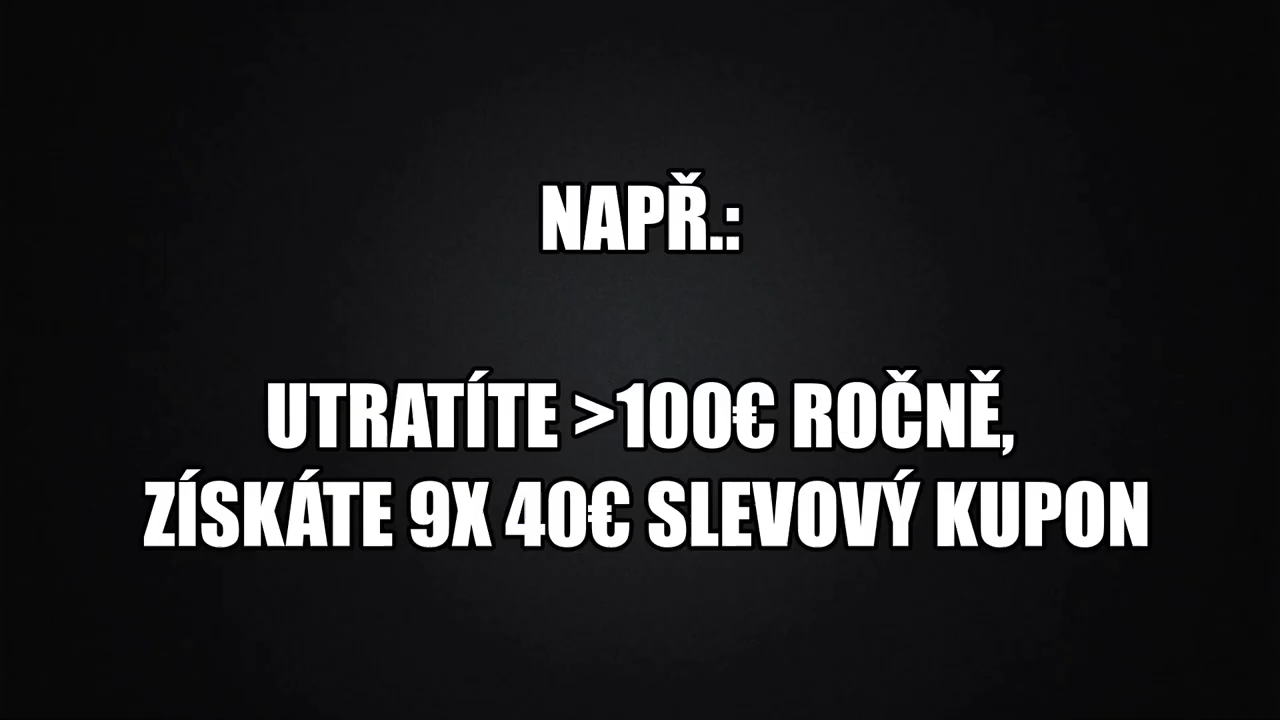 NAPŘ.:
UTRATÍTE >100€ ROČNĚ,
ZÍSKÁTE 9X 40€ SLEVOVÝ KUPON